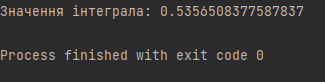 Значення інтеграла: 0.5356508377587837
Process finished with exit code 0